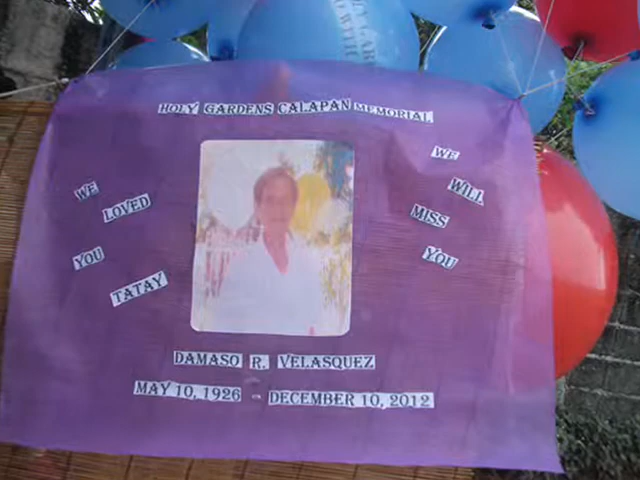 HOLY GARDENS CALAPAN MEMORIAL
WE
LOVED
YOU
TATAY
WE
WILL
MISS
YOU
DAMASO R. VELASQUEZ
MAY 10, 1926 - DECEMBER 10, 2012